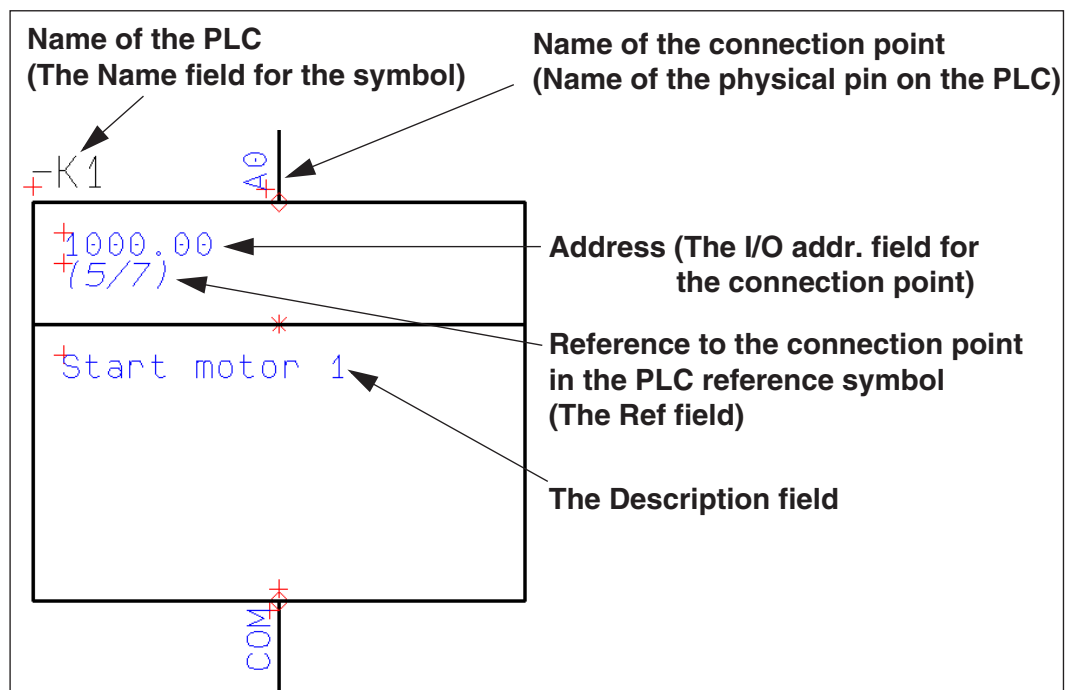 Name of the PLC
(The Name field for the symbol)
Name of the connection point
(Name of the physical pin on the PLC)
-K1
A0
1000.00
(5/7)
Address (The I/O addr. field for
the connection point)
Reference to the connection point
in the PLC reference symbol
(The Ref field)
Start motor 1
The Description field
COM